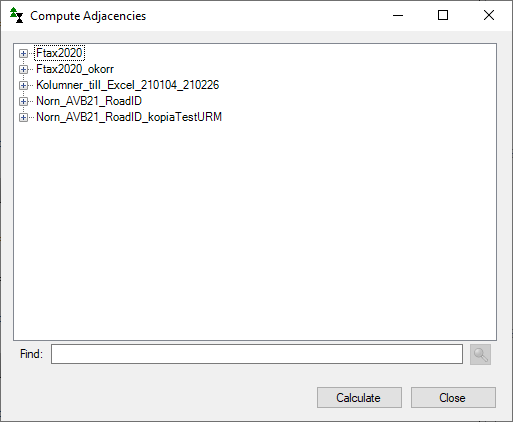 Compute Adjacencies
Ftax2020
Ftax2020_okorr
Kolumner_till_Excel_210104_210226
Norn_AVB21_RoadID
Norn_AVB21_RoadID_kopiaTestURM
Find:
Calculate Close